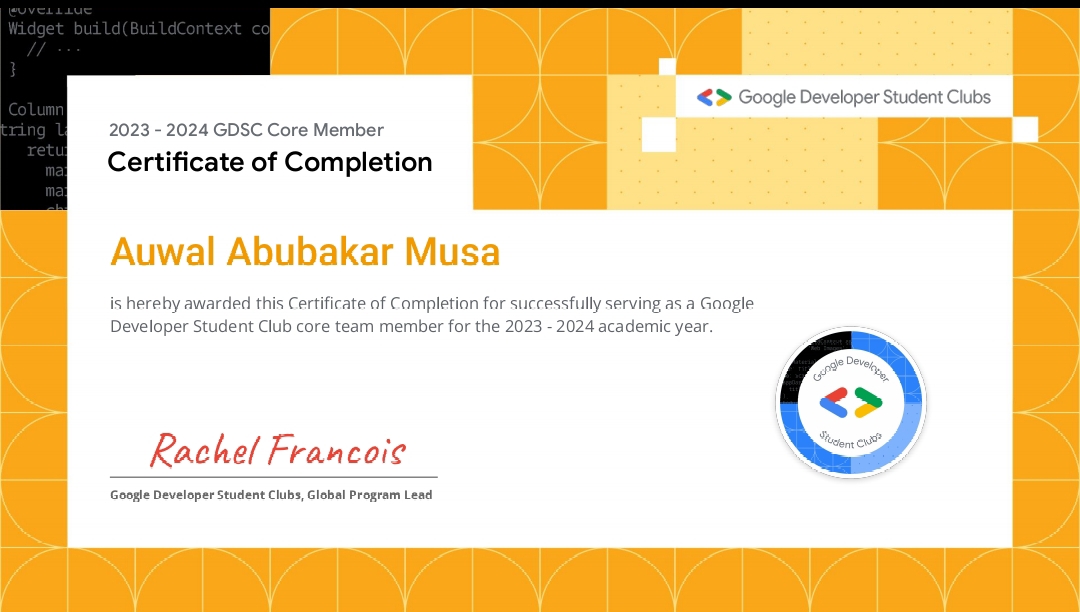 @override
Widget build(BuildContext co
// ...
}
Column
tring la
retu
ma
ma
Google Developer Student Clubs
2023 - 2024 GDSC Core Member
Certificate of Completion
Auwal Abubakar Musa
is hereby awarded this Certificate of Completion for successfully serving as a Google
Developer Student Club core team member for the 2023 - 2024 academic year.
Google Developer
Student Clubs
Rachel Francois
Google Developer Student Clubs, Global Program Lead